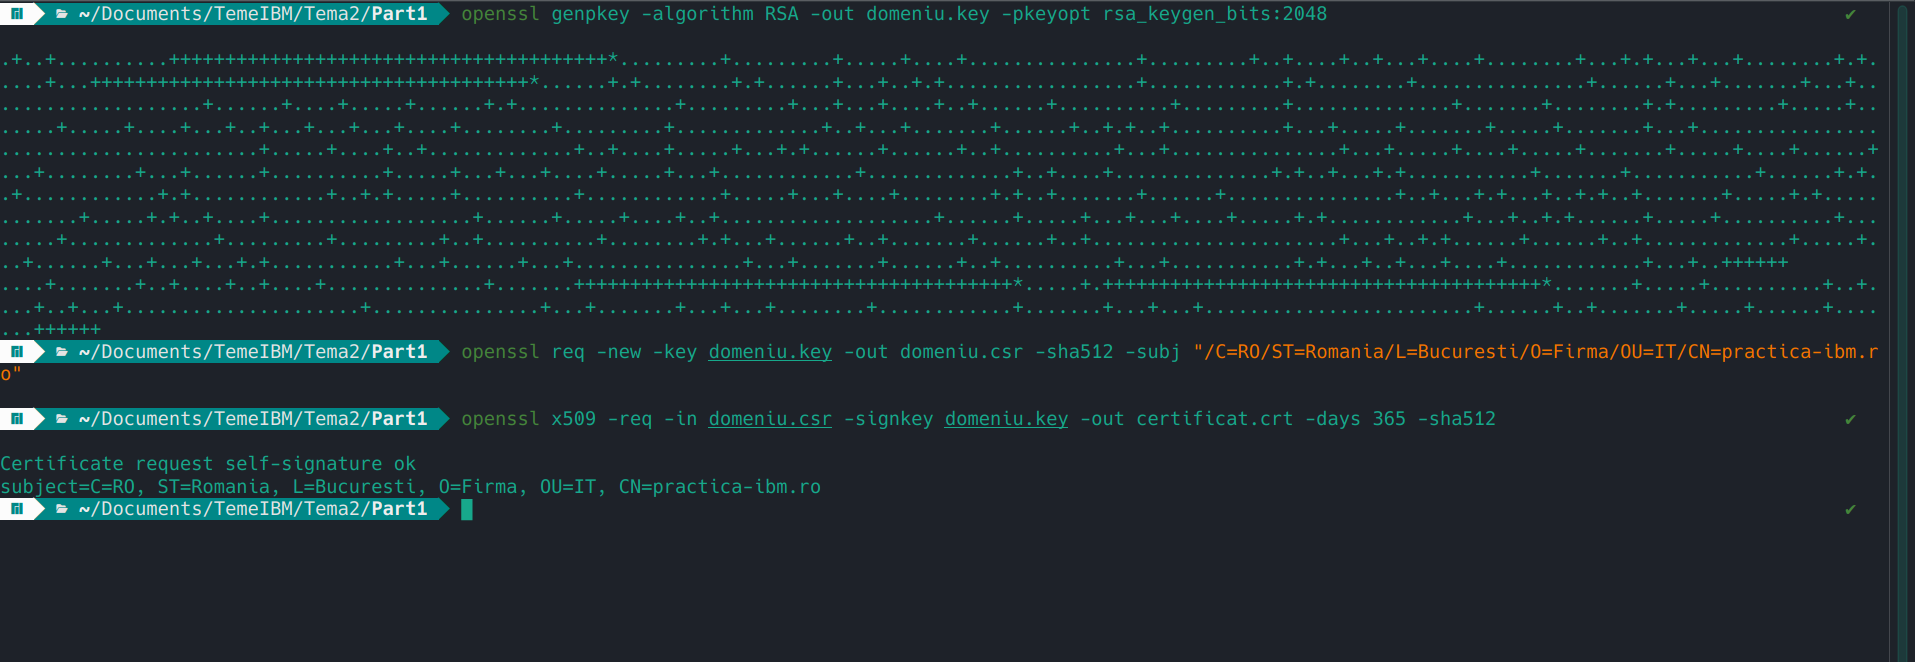 ~/Documents/TemeIBM/Tema2/Part1 openssl genpkey -algorithm RSA -out domeniu.key -pkeyopt rsa_keygen_bits:2048 ✔
~/Documents/TemeIBM/Tema2/Part1 openssl req -new -key domeniu.key -out domeniu.csr -sha512 -subj "/C=RO/ST=Romania/L=Bucuresti/O=Firma/OU=IT/CN=practica-ibm.r
o"
~/Documents/TemeIBM/Tema2/Part1 openssl x509 -req -in domeniu.csr -signkey domeniu.key -out certificat.crt -days 365 -sha512 ✔
Certificate request self-signature ok
subject=C=RO, ST=Romania, L=Bucuresti, O=Firma, OU=IT, CN=practica-ibm.ro
~/Documents/TemeIBM/Tema2/Part1 ✔